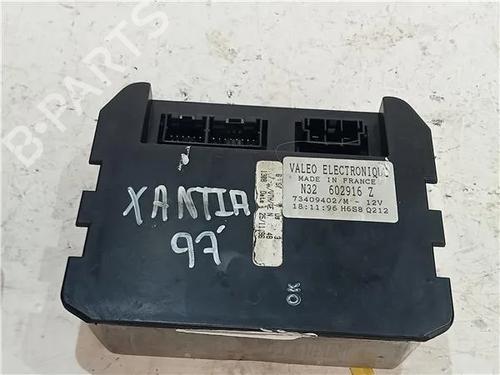 B-PARTS
VALEO ELECTRONIQUE
MADE IN FRANCE
N32 602916 Z
73409402/M - 12V
18:11:96 H6S8 Q212
XANTIA
97'
OK